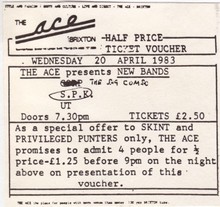 THE ace
BRIXTON
HALF PRICE
TICKET VOUCHER
WEDNESDAY 20 APRIL 1983
THE ACE presents NEW BANDS
THE BIG COMBO
S.P.K.
UT
Doors 7.30pm TICKETS £2.50
As a special offer to SKINT and
PRIVILEGED PUNTERS only, THE ACE
promises to admit 4 people for ½
price-£1.25 before 9pm on the night
above on presentation of this
voucher.